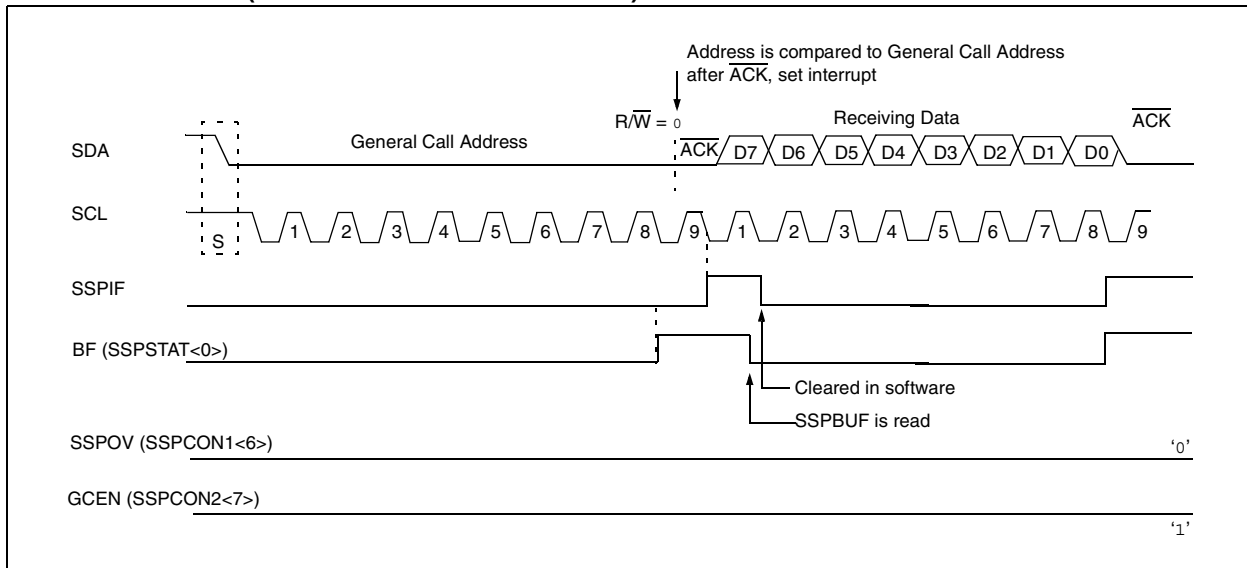 Address is compared to General Call Address
after ACK, set interrupt
R/W = 0
Receiving Data
ACK
SDA
General Call Address
ACK
D7 D6 D5 D4 D3 D2 D1 D0
SCL
S
1 2 3 4 5 6 7 8 9 1 2 3 4 5 6 7 8 9
SSPIF
BF (SSPSTAT<0>)
Cleared in software
SSPBUF is read
SSPOV (SSPCON1<6>)
‘0’
GCEN (SSPCON2<7>)
‘1’